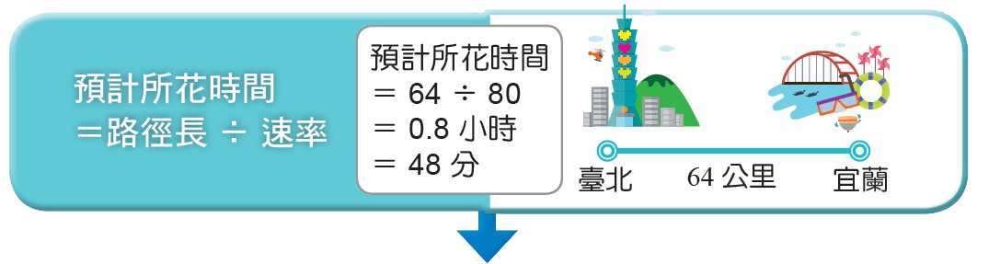 預計所花時間
＝路徑長 ÷ 速率
預計所花時間
＝ 64 ÷ 80
＝ 0.8 小時
＝ 48 分
臺北
64 公里
宜蘭